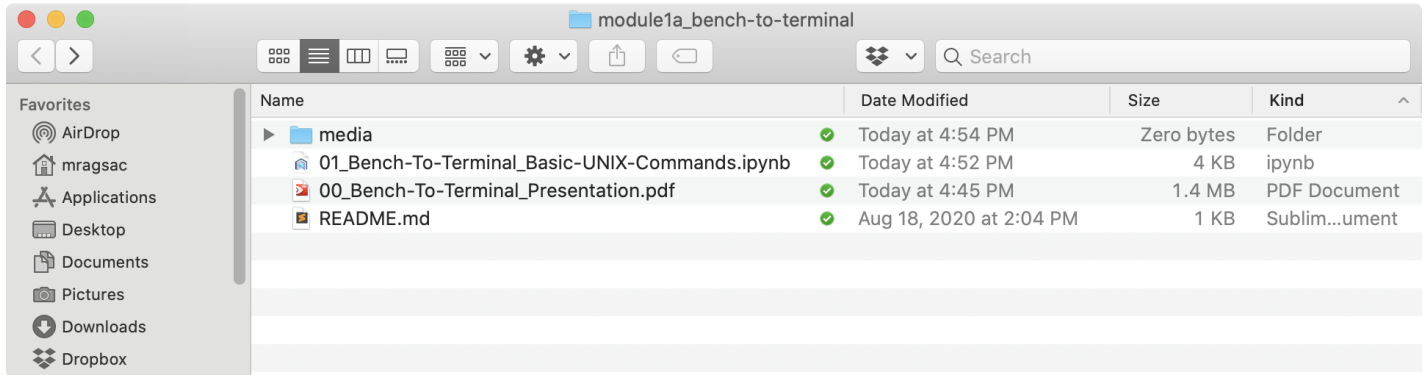 module1a_bench-to-terminal
Search
Favorites
AirDrop
mragsac
Applications
Desktop
Documents
Pictures
Downloads
Dropbox
Name Date Modified Size Kind
media Today at 4:54 PM Zero bytes Folder
01_Bench-To-Terminal_Basic-UNIX-Commands.ipynb Today at 4:52 PM 4 KB ipynb
00_Bench-To-Terminal_Presentation.pdf Today at 4:45 PM 1.4 MB PDF Document
README.md Aug 18, 2020 at 2:04 PM 1 KB Sublim...ument